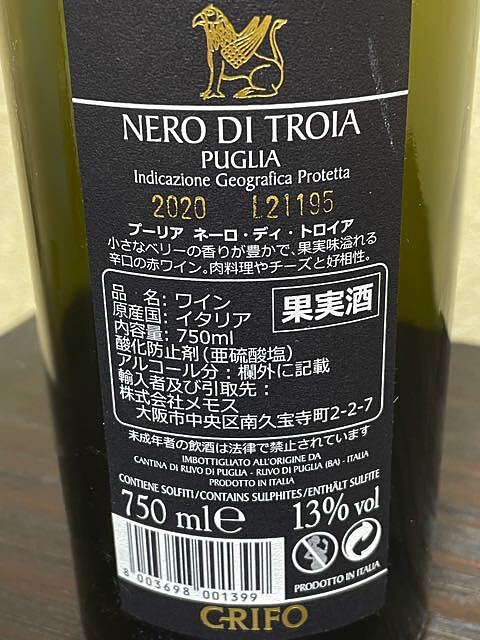 NERO DI TROIA
PUGLIA
Indicazione Geografica Protetta
2020 L21195
プーリア ネーロ・ディ・トロイア
小さなベリーの香りが豊かで、果実味溢れる
辛口の赤ワイン。肉料理やチーズと好相性。
品 名:ワイン
果実酒
原産国:イタリア
内容量:750ml
酸化防止剤(亜硫酸塩)
アルコール分:欄外に記載
輸入者及び引取先:
株式会社メモス
大阪市中央区南久宝寺町2-2-7
未成年者の飲酒は法律で禁止されています
IMBOTTIGLIATO ALL'ORIGINE DA
CANTINA DI RUVO DI PUGLIA - RUVO DI PUGLIA (BA) - ITALIA
PRODOTTO IN ITALIA
CONTIENE SOLFITI/CONTAINS SULPHITES/ENTHÄLT SULFITE
750 ml e 13% vol
8 003698 001399
PRODOTTO IN ITALIA
GRIFO